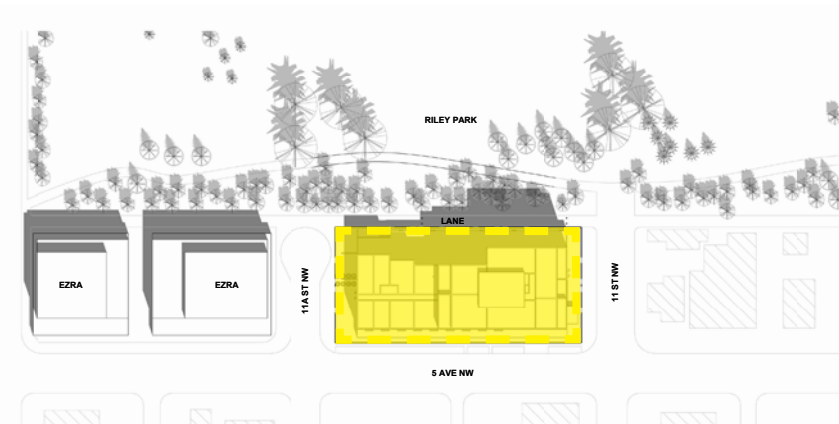 RILEY PARK
LANE
EZRA
EZRA
11A ST NW
11 ST NW
5 AVE NW